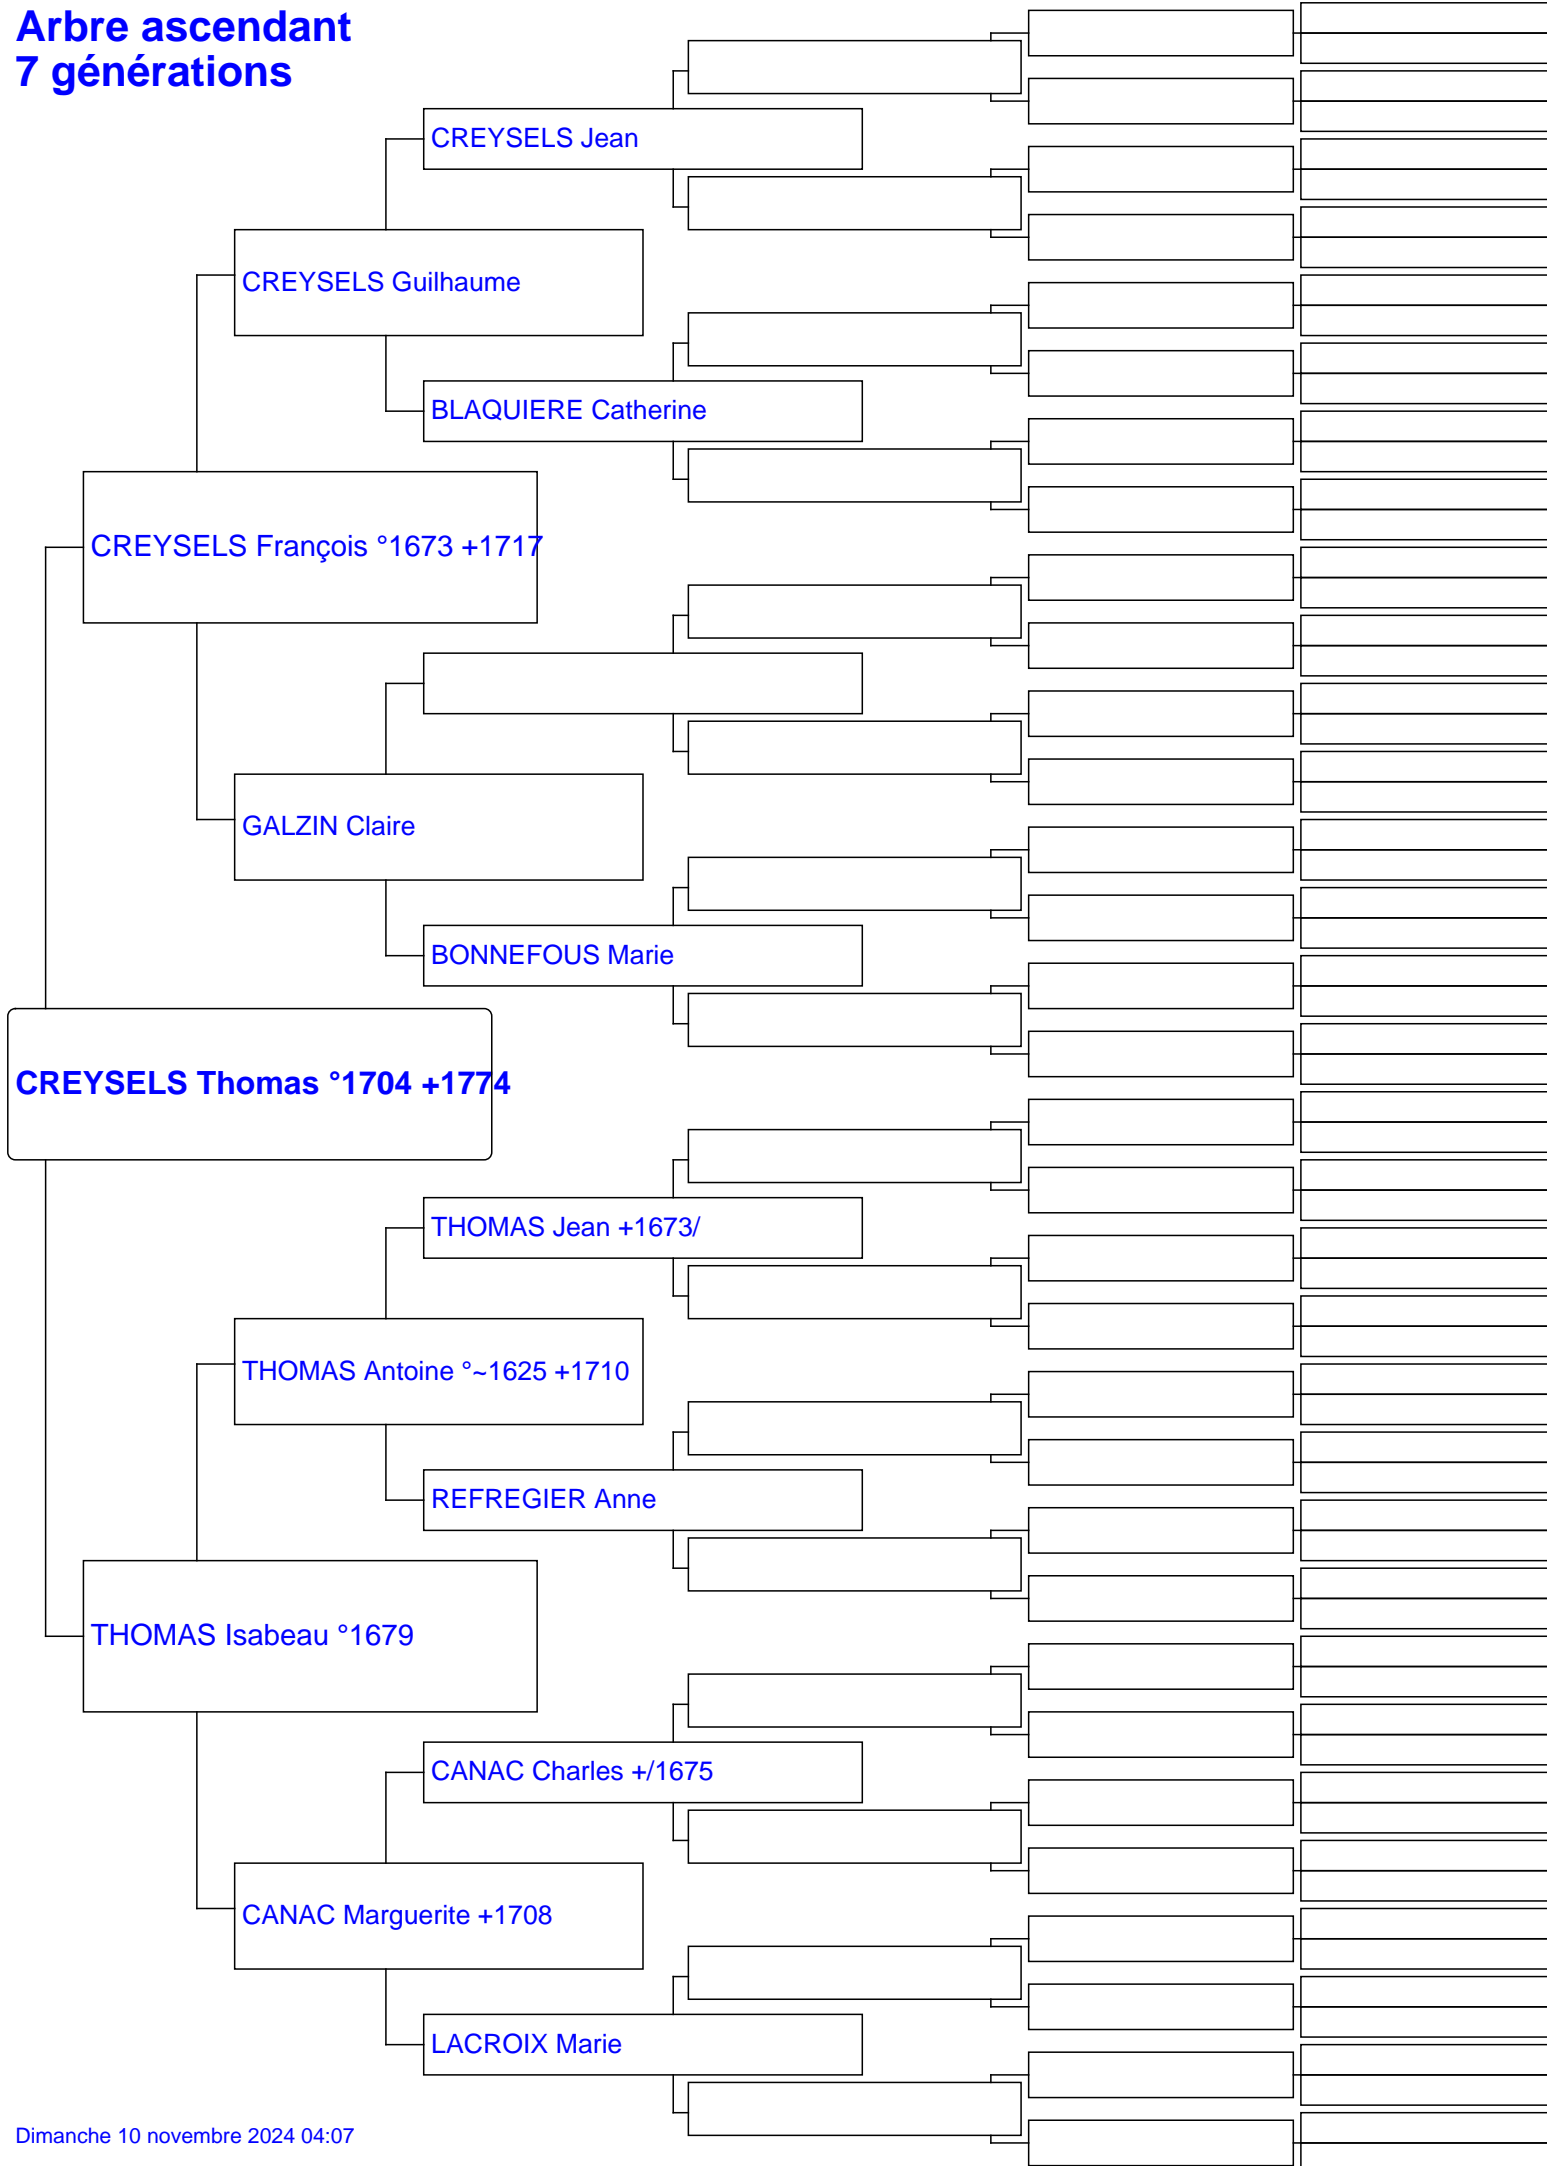 Arbre ascendant
7 générations
CREYSELS Jean
CREYSELS Guilhaume
BLAQUIERE Catherine
CREYSELS François °1673 +1717
GALZIN Claire
BONNEFOUS Marie
CREYSELS Thomas °1704 +1774
THOMAS Jean +1673/
THOMAS Antoine °~1625 +1710
REFREGIER Anne
THOMAS Isabeau °1679
CANAC Charles +/1675
CANAC Marguerite +1708
LACROIX Marie
Dimanche 10 novembre 2024 04:07